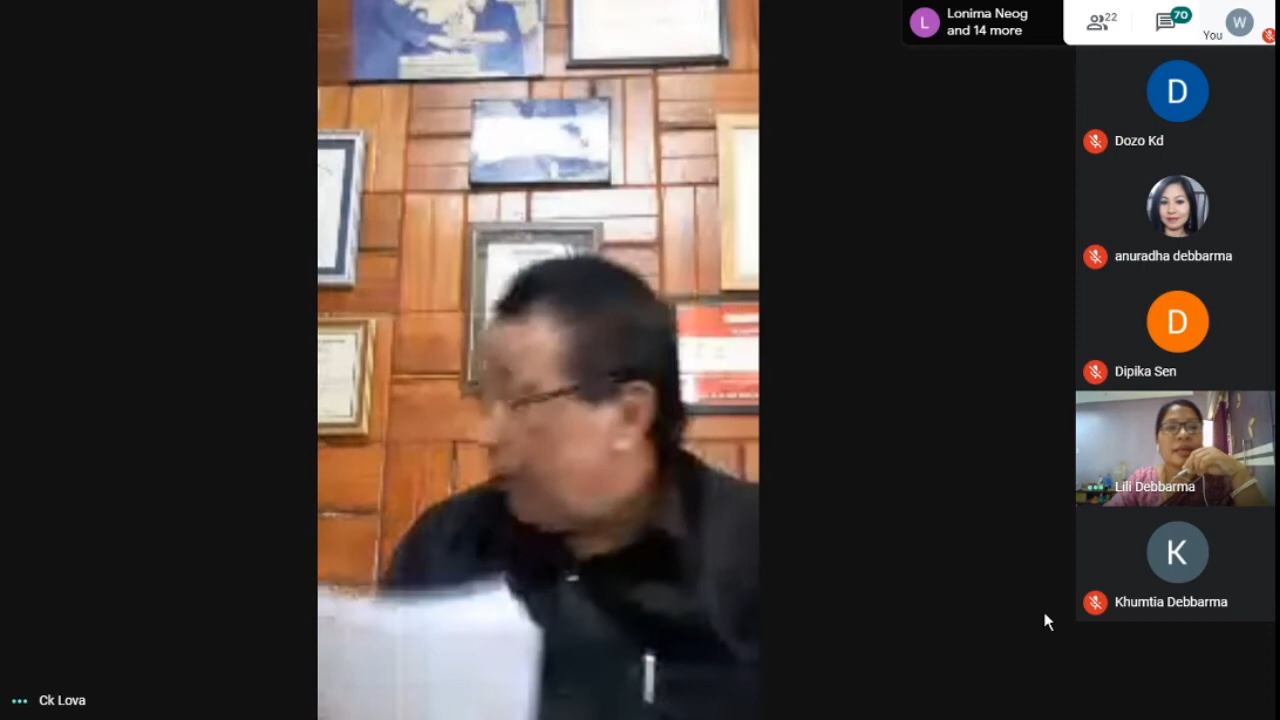 L
Lonima Neog
and 14 more
22
70
You
W
D
Dozo Kd
anuradha debbarma
D
Dipika Sen
Lili Debbarma
K
Khumtia Debbarma
Ck Lova